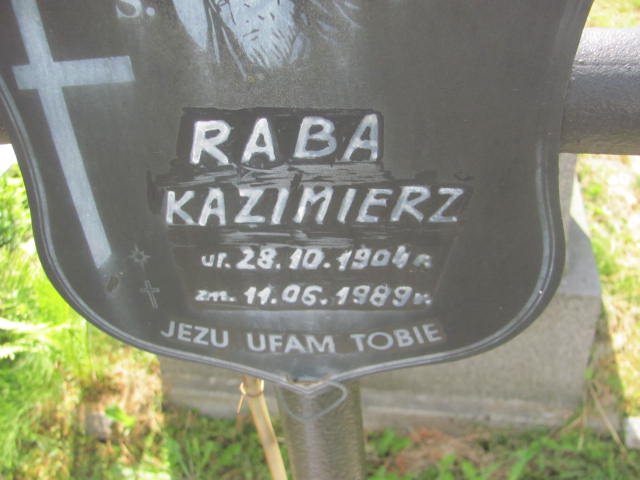 Ś.
RABA
KAZIMIERZ
ur. 28.10.1904 r.
zm. 11.06.1989 r.
JEZU UFAM TOBIE